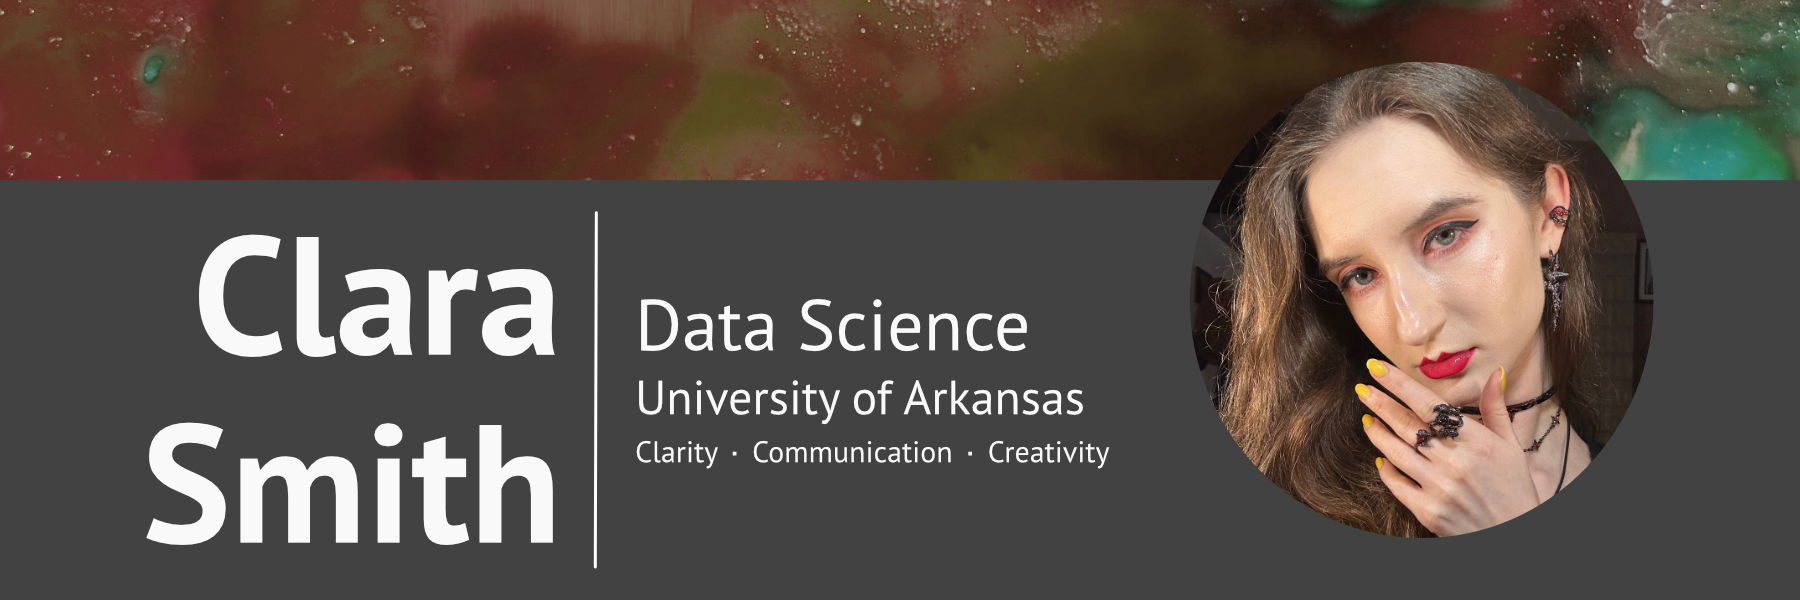 Clara
Smith
Data Science
University of Arkansas
Clarity · Communication · Creativity